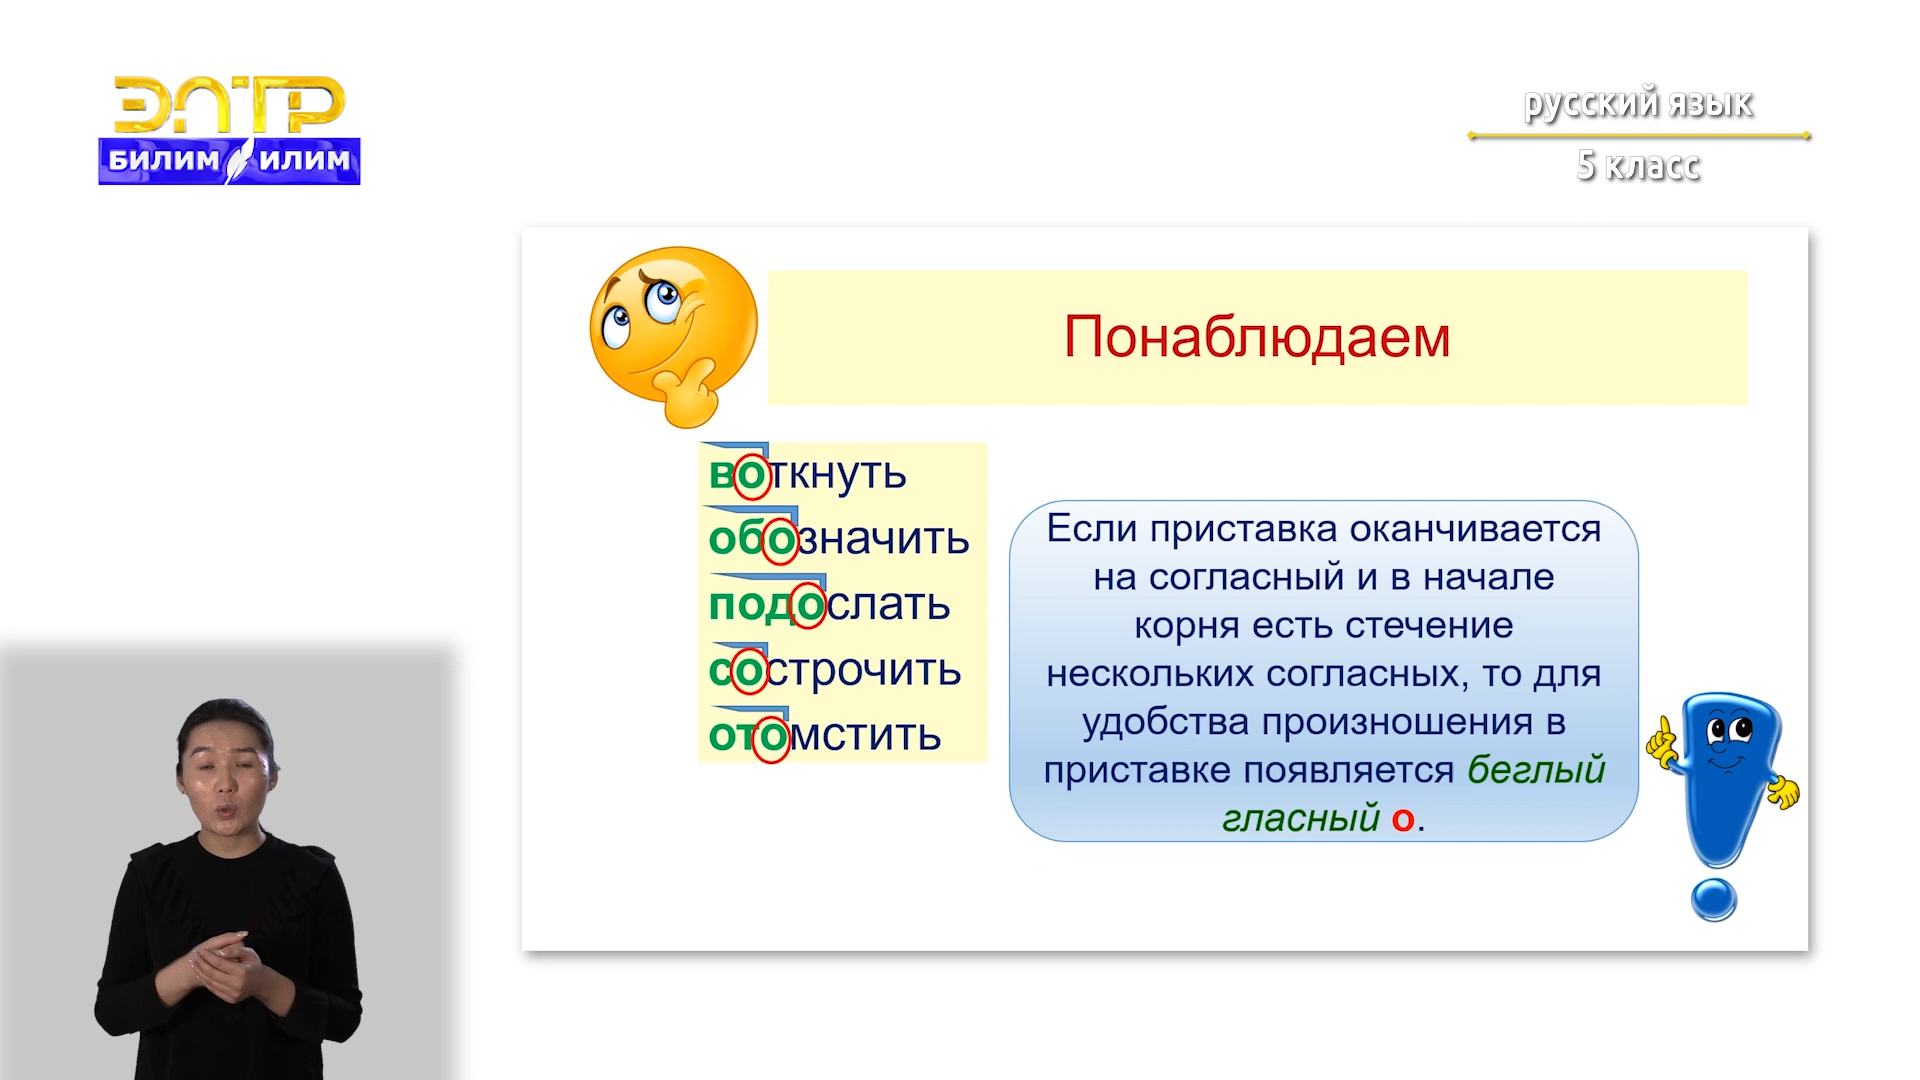 ЭЛТР
БИЛИМ ИЛИМ
русский язык
5 класс
Понаблюдаем
воткнуть
обозначить
подослать
сострочить
отомстить
Если приставка оканчивается
на согласный и в начале
корня есть стечение
нескольких согласных, то для
удобства произношения в
приставке появляется беглый
гласный о.